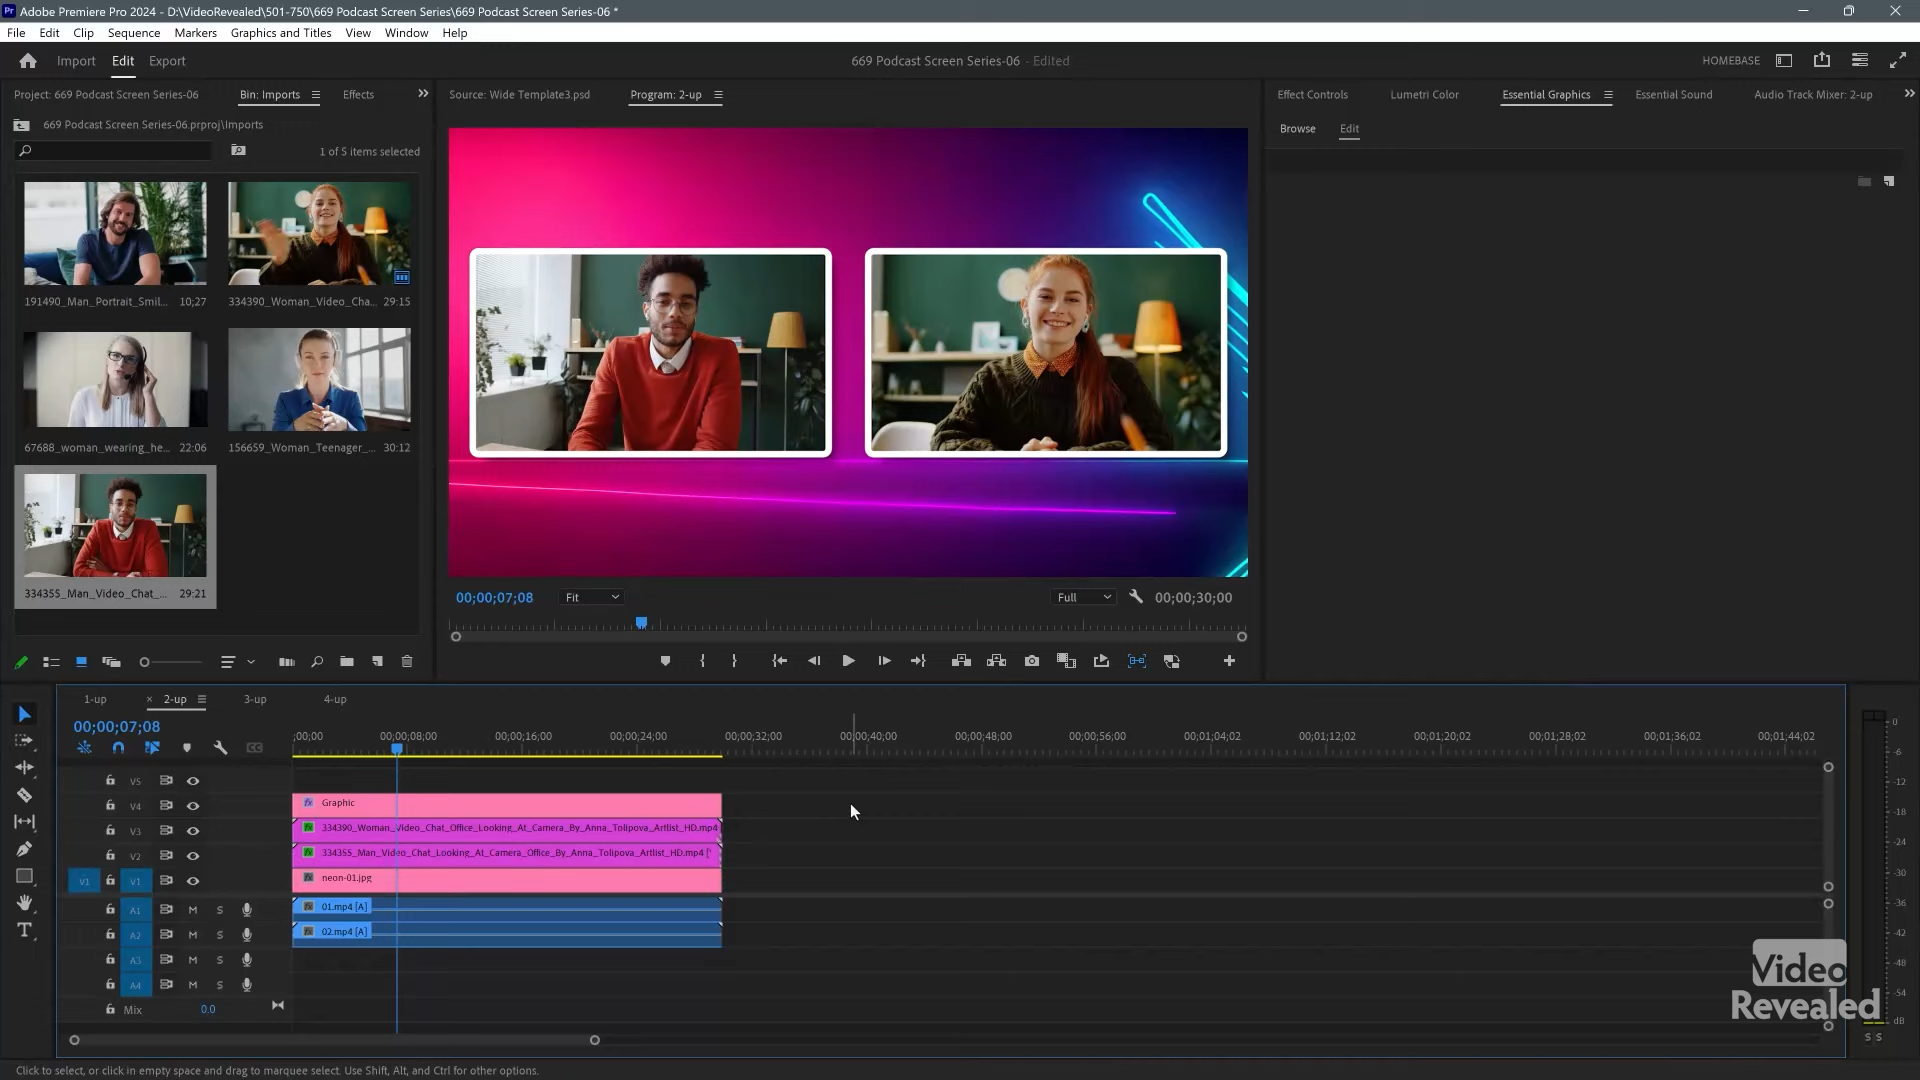 Adobe Premiere Pro 2024 - D:\VideoRevealed\501-750\669 Podcast Screen Series\669 Podcast Screen Series-06 *
File Edit Clip Sequence Markers Graphics and Titles View Window Help
Import Edit Export
669 Podcast Screen Series-06 - Edited
HOMEBASE
Project: 669 Podcast Screen Series-06
Bin: Imports
Effects
Source: Wide Template3.psd
Program: 2-up
Effect Controls
Lumetri Color
Essential Graphics
Essential Sound
Audio Track Mixer: 2-up
669 Podcast Screen Series-06.prproj\Imports
Browse
Edit
1 of 5 items selected
191490_Man_Portrait_Smil... 10;27
334390_Woman_Video_Cha... 29:15
67688_woman_wearing_he... 22:06
156659_Woman_Teenager_... 30:12
334355_Man_Video_Chat_... 29:21
00;00;07;08
Fit
Full
00;00;30;00
1-up
× 2-up
3-up
4-up
00;00;07;08
;00;00 00;00;08;00 00;00;16;00 00;00;24;00 00;00;32;00 00;00;40;00 00;00;48;00 00;00;56;00 00;01;04;02 00;01;12;02 00;01;20;02 00;01;28;02 00;01;36;02 00;01;44;02
V5
V4 Graphic
V3 334390_Woman_Video_Chat_Office_Looking_At_Camera_By_Anna_Tolipova_Artlist_HD.mp4
V2 334355_Man_Video_Chat_Looking_At_Camera_Office_By_Anna_Tolipova_Artlist_HD.mp4 [
V1 V1 neon-01.jpg
A1 M S 01.mp4 [A]
A2 M S 02.mp4 [A]
A3 M S
A4 M S
Mix 0.0
0
-6
-12
-18
-24
-30
-36
-42
-48
-54
dB
S S
Video
Revealed
Click to select, or click in empty space and drag to marquee select. Use Shift, Alt, and Ctrl for other options.